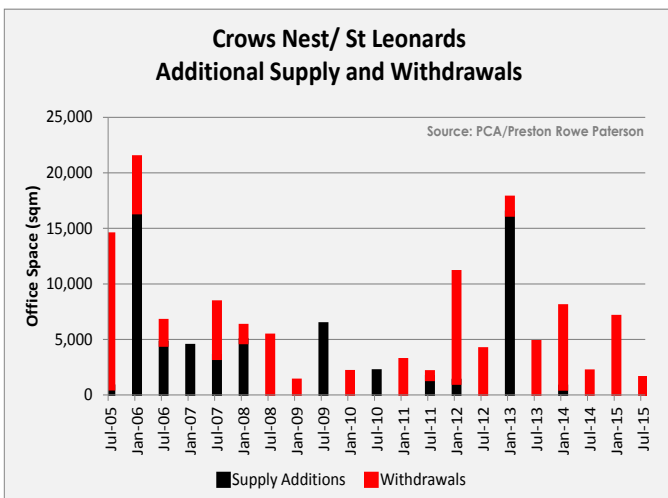 Crows Nest/ St Leonards
Additional Supply and Withdrawals
Source: PCA/Preston Rowe Paterson
Office Space (sqm)
25,000
20,000
15,000
10,000
5,000
0
Jul-05
Jan-06
Jul-06
Jan-07
Jul-07
Jan-08
Jul-08
Jan-09
Jul-09
Jan-10
Jul-10
Jan-11
Jul-11
Jan-12
Jul-12
Jan-13
Jul-13
Jan-14
Jul-14
Jan-15
Jul-15
Supply Additions
Withdrawals